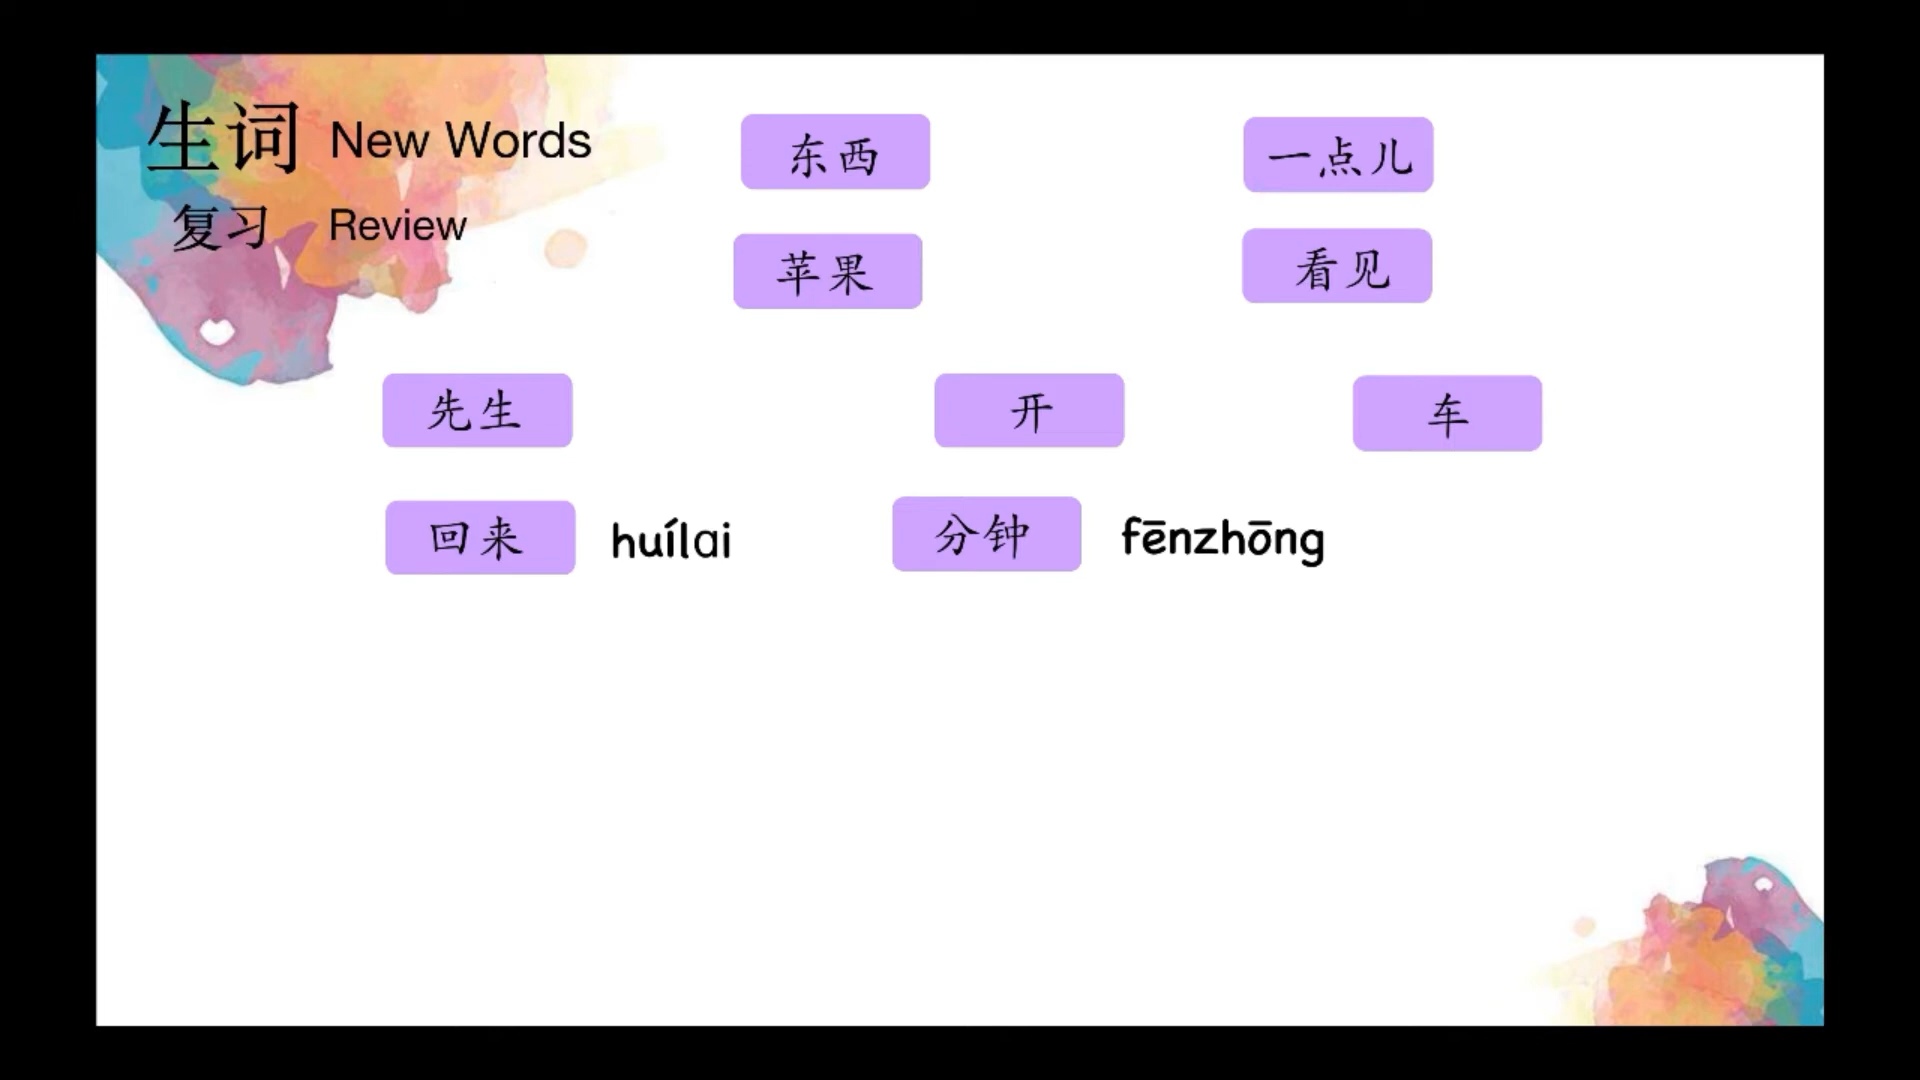 生词 New Words
复习 Review
东西 一点儿
苹果 看见
先生 开 车
回来 huílai 分钟 fēnzhōng